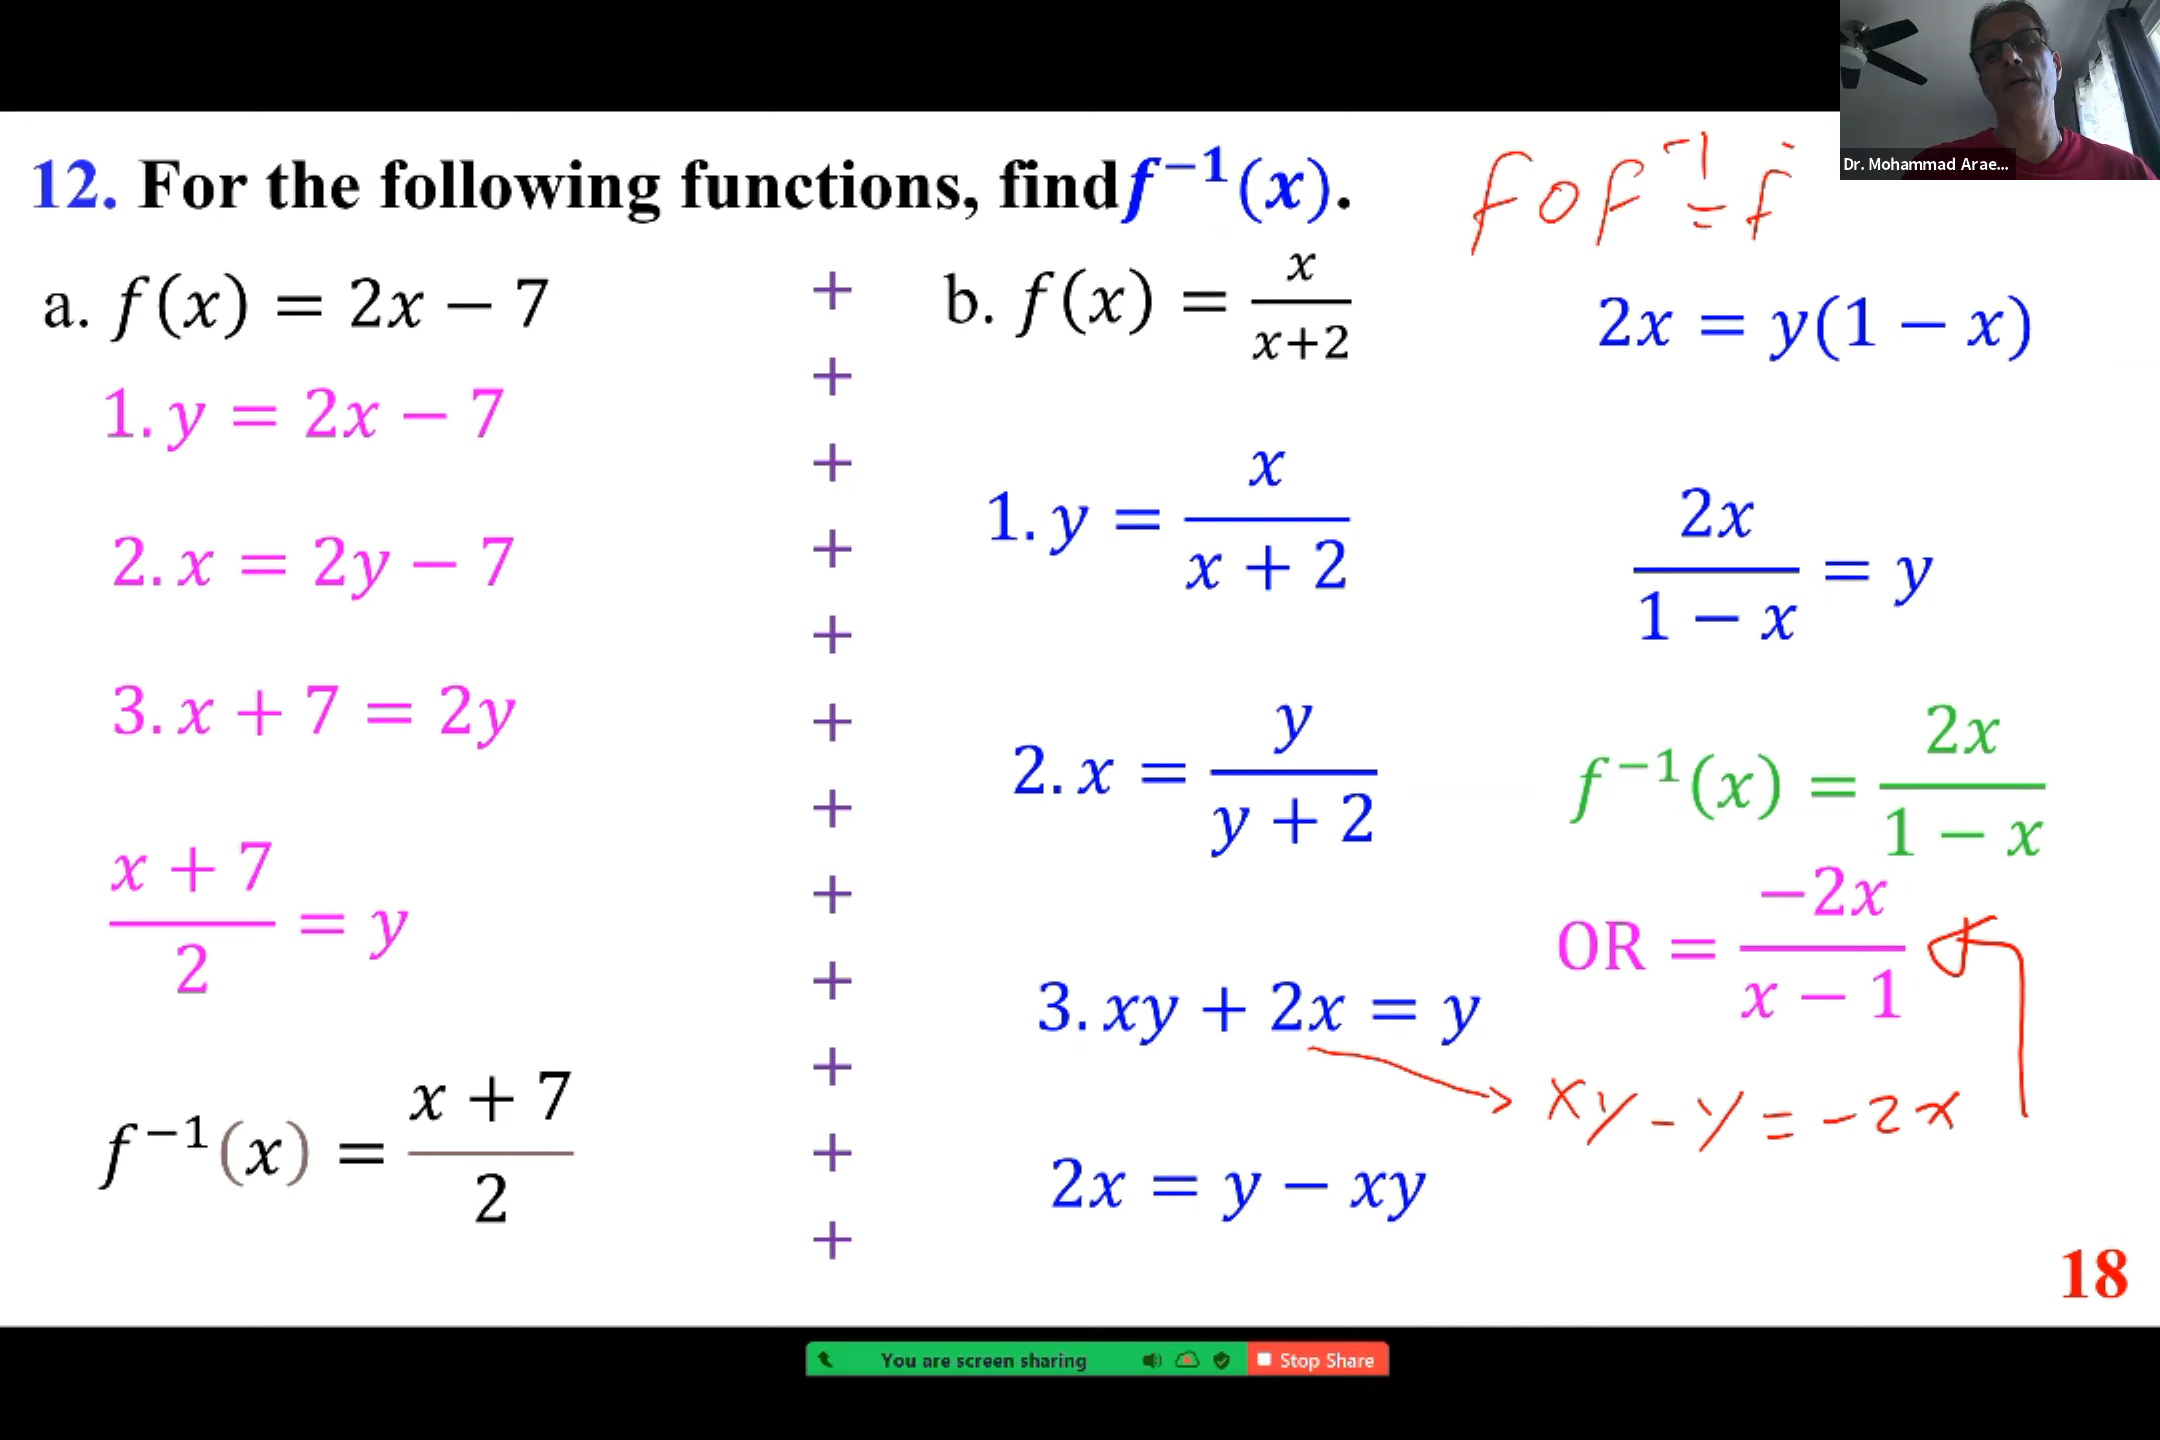 12. For the following functions, find f⁻¹(x).
a. f(x) = 2x − 7
1. y = 2x − 7
2. x = 2y − 7
3. x + 7 = 2y
(x + 7)/2 = y
f⁻¹(x) = (x + 7)/2
+
+
+
+
+
+
+
+
+
+
+
+
b. f(x) = x/(x+2)
1. y = x/(x + 2)
2. x = y/(y + 2)
3. xy + 2x = y
2x = y − xy
f o f⁻¹ = f⁻
2x = y(1 − x)
2x/(1 − x) = y
f⁻¹(x) = 2x/(1 − x)
OR = −2x/(x − 1)
xy − y = −2x
18
Dr. Mohammad Arae...
You are screen sharing
Stop Share